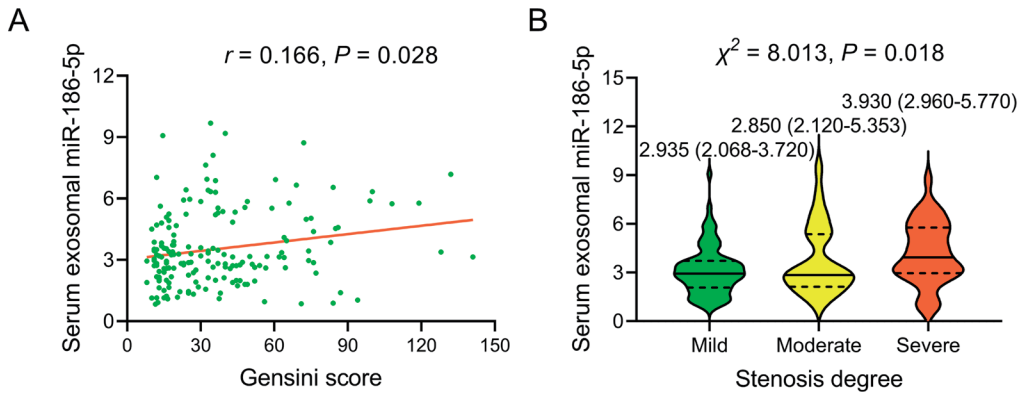 A
r = 0.166, P = 0.028
Serum exosomal miR-186-5p
12
9
6
3
0
0 30 60 90 120 150
Gensini score
B
χ² = 8.013, P = 0.018
Serum exosomal miR-186-5p
15
12
9
6
3
0
3.930 (2.960-5.770)
2.850 (2.120-5.353)
2.935 (2.068-3.720)
Mild Moderate Severe
Stenosis degree